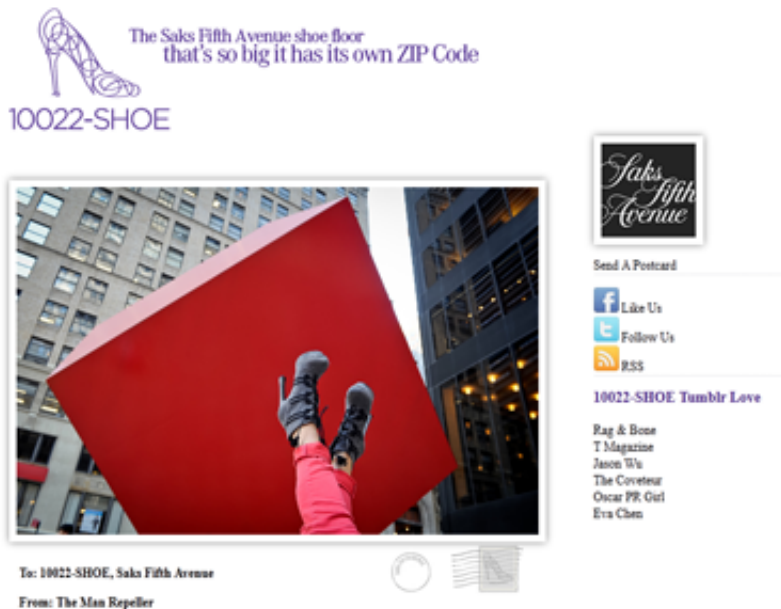 The Saks Fifth Avenue shoe floor
that's so big it has its own ZIP Code
10022-SHOE
Saks
Fifth
Avenue
Send A Postcard
Like Us
Follow Us
RSS
10022-SHOE Tumblr Love
Rag & Bone
T Magazine
Jason Wu
The Coveteur
Oscar PR Girl
Eva Chen
To: 10022-SHOE, Saks Fifth Avenue
From: The Man Repeller